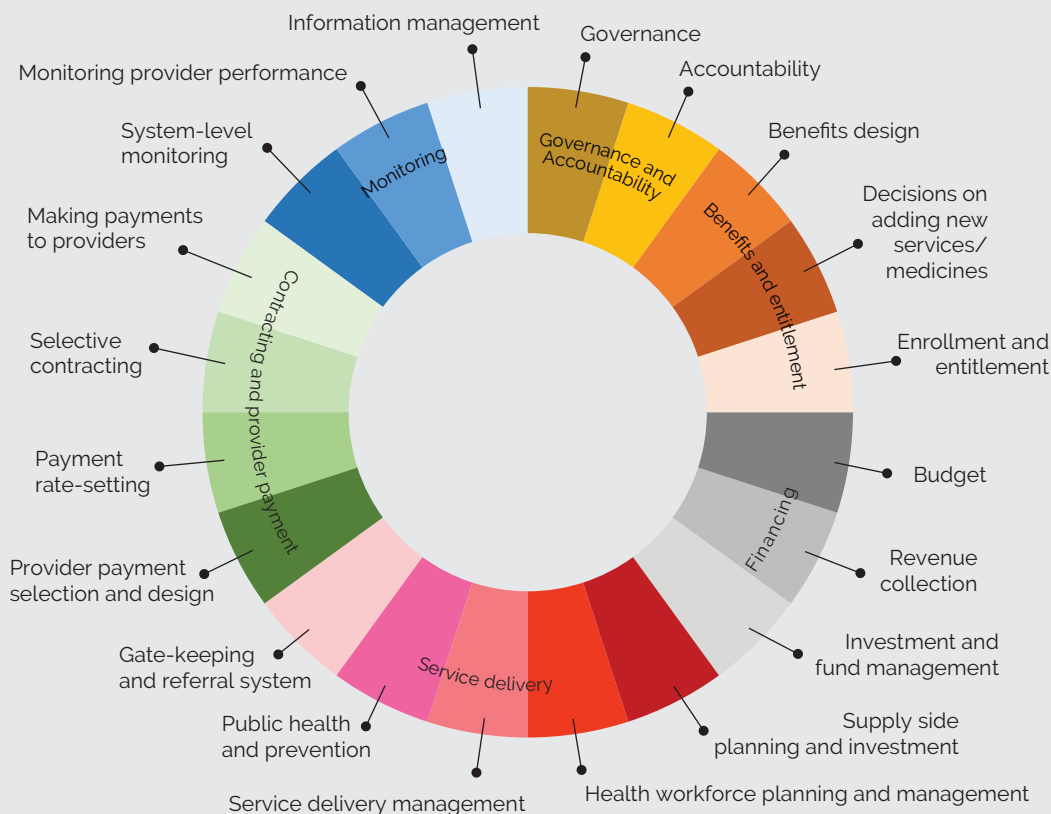 Information management
Governance
Monitoring provider performance
Accountability
System-level
monitoring
Benefits design
Making payments
to providers
Decisions on
adding new
services/
medicines
Selective
contracting
Enrollment and
entitlement
Payment
rate-setting
Budget
Provider payment
selection and design
Revenue
collection
Gate-keeping
and referral system
Investment and
fund management
Public health
and prevention
Supply side
planning and investment
Service delivery management
Health workforce planning and management
Governance and
Accountability
Benefits and entitlement
Financing
Service delivery
Contracting and provider payment
Monitoring